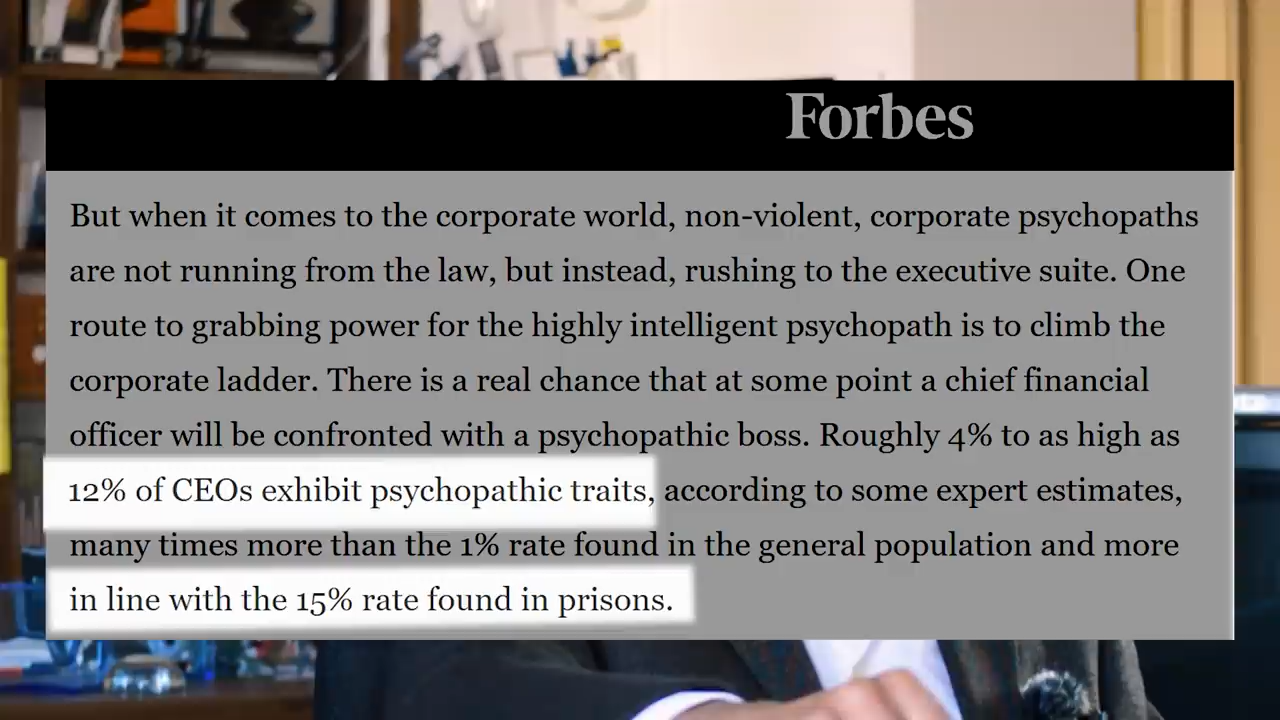 Forbes
But when it comes to the corporate world, non-violent, corporate psychopaths
are not running from the law, but instead, rushing to the executive suite. One
route to grabbing power for the highly intelligent psychopath is to climb the
corporate ladder. There is a real chance that at some point a chief financial
officer will be confronted with a psychopathic boss. Roughly 4% to as high as
12% of CEOs exhibit psychopathic traits, according to some expert estimates,
many times more than the 1% rate found in the general population and more
in line with the 15% rate found in prisons.